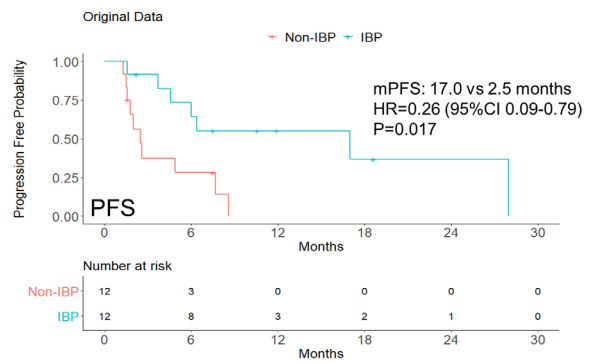 Original Data
Non-IBP IBP
mPFS: 17.0 vs 2.5 months
HR=0.26 (95%CI 0.09-0.79)
P=0.017
Progression Free Probability
1.00
0.75
0.50
0.25
0.00
PFS
0 6 12 18 24 30
Months
Number at risk
Non-IBP 12 3 0 0 0 0
IBP 12 8 3 2 1 0
0 6 12 18 24 30
Months